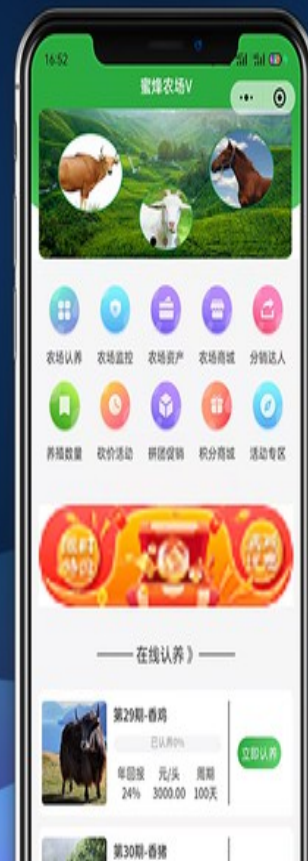 16:52
蜜蜂农场V
农场认养 农场监控 农场资产 农场商城 分销达人
养殖数量 砍价活动 拼团促销 积分商城 活动专区
在线认养 》
第29期-香鸡
已认养0%
立即认养
年回报 元/头 周期
24% 3000.00 100天
第30期-香猪